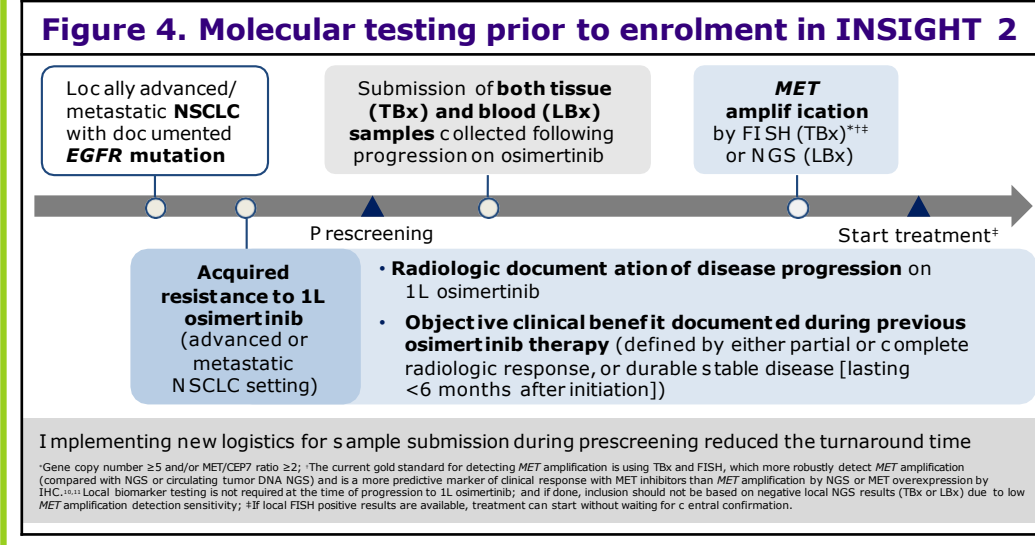 Figure 4. Molecular testing prior to enrolment in INSIGHT 2
Locally advanced/
metastatic NSCLC
with documented
EGFR mutation
Submission of both tissue
(TBx) and blood (LBx)
samples collected following
progression on osimertinib
MET
amplification
by FISH (TBx)*†‡
or NGS (LBx)
Prescreening
Start treatment‡
Acquired
resistance to 1L
osimertinib
(advanced or
metastatic
NSCLC setting)
• Radiologic documentation of disease progression on
1L osimertinib
• Objective clinical benefit documented during previous
osimertinib therapy (defined by either partial or complete
radiologic response, or durable stable disease [lasting
<6 months after initiation])
Implementing new logistics for sample submission during prescreening reduced the turnaround time
*Gene copy number ≥5 and/or MET/CEP7 ratio ≥2; †The current gold standard for detecting MET amplification is using TBx and FISH, which more robustly detect MET amplification
(compared with NGS or circulating tumor DNA NGS) and is a more predictive marker of clinical response with MET inhibitors than MET amplification by NGS or MET overexpression by
IHC.10,11 Local biomarker testing is not required at the time of progression to 1L osimertinib; and if done, inclusion should not be based on negative local NGS results (TBx or LBx) due to low
MET amplification detection sensitivity; ‡If local FISH positive results are available, treatment can start without waiting for central confirmation.